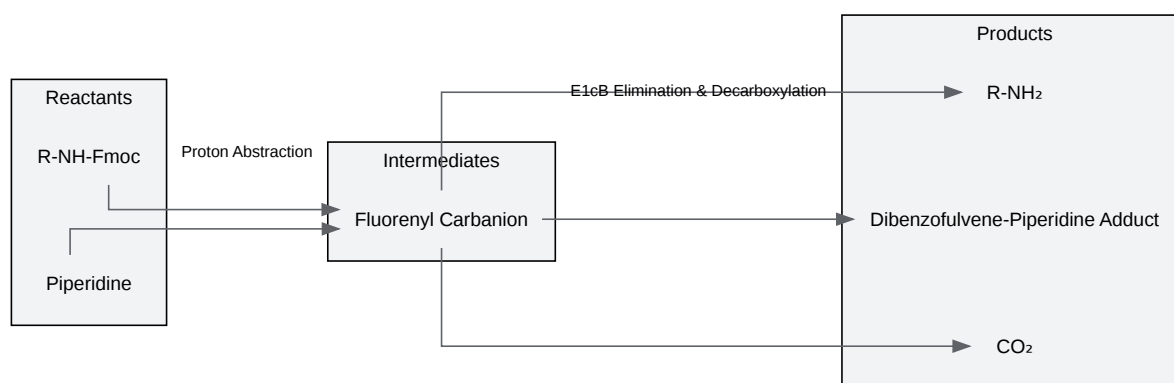 Reactants
R-NH-Fmoc
Piperidine
Proton Abstraction
Intermediates
Fluorenyl Carbanion
E1cB Elimination & Decarboxylation
Products
R-NH₂
Dibenzofulvene-Piperidine Adduct
CO₂